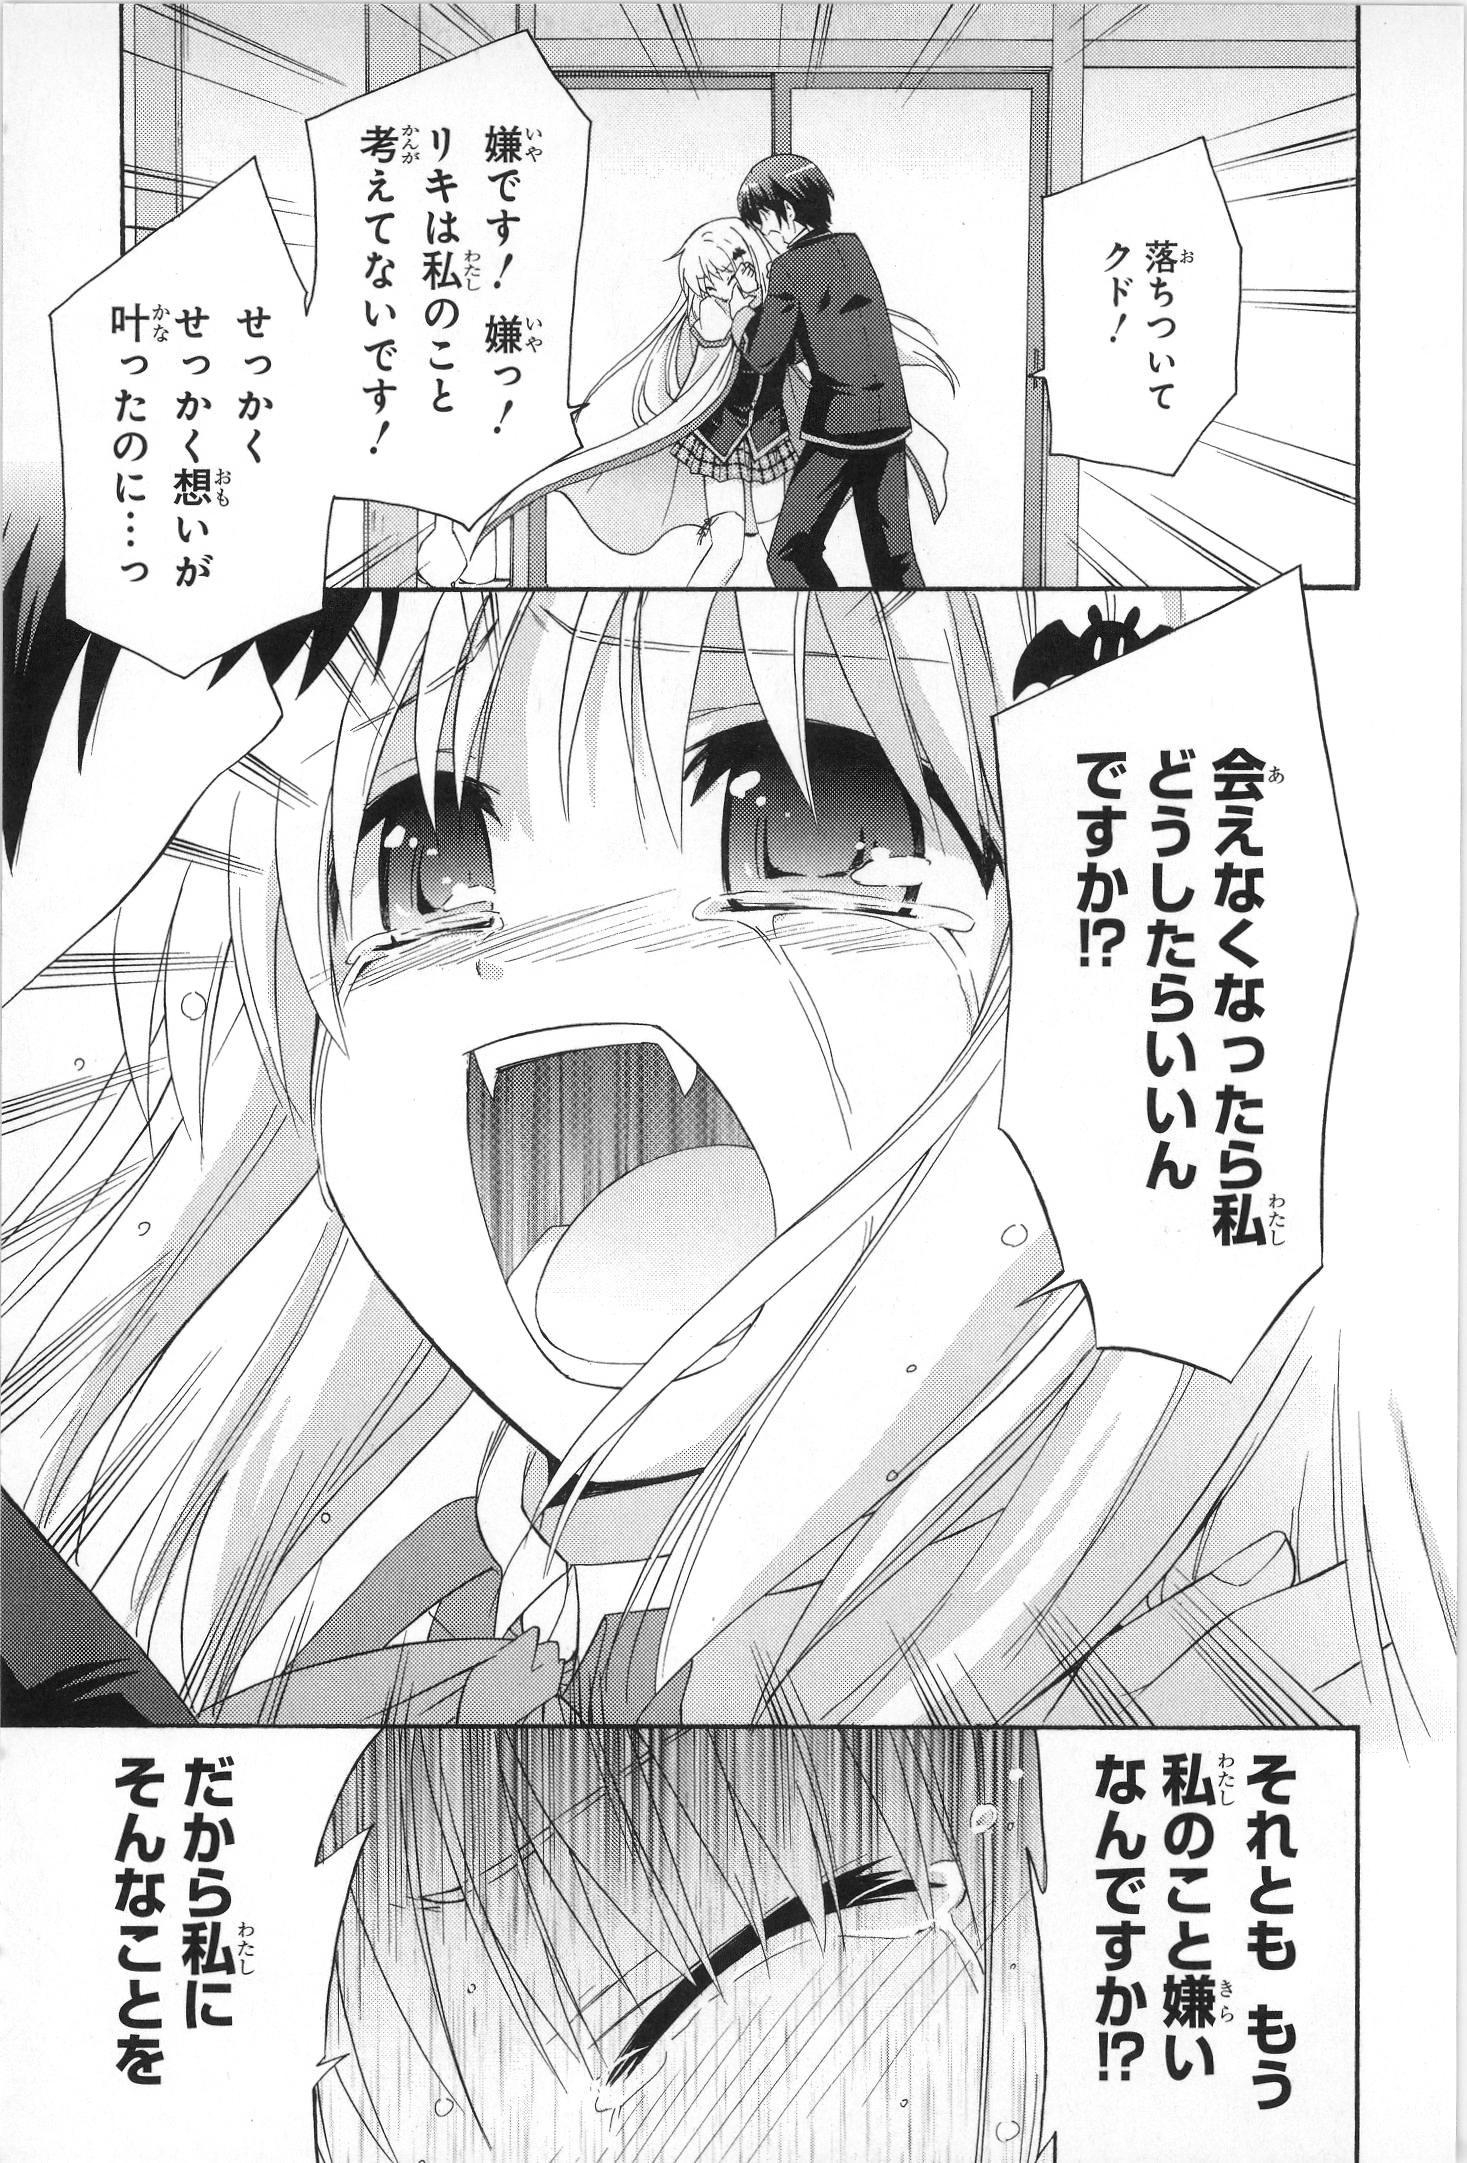 落ちついて
クド!
嫌です! 嫌っ!
リキは私のこと
考えてないです!
せっかく
せっかく想いが
叶ったのに…っ
会えなくなったら私
どうしたらいいん
ですか!?
それとも もう
私のこと嫌い
なんですか!?
だから私に
そんなことを